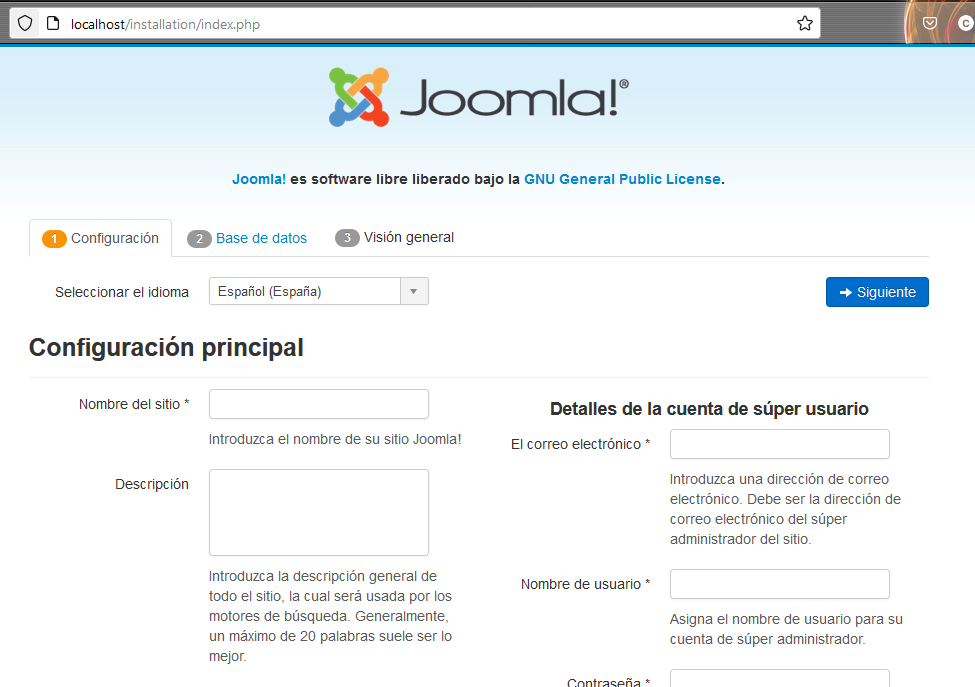 localhost/installation/index.php
Joomla!®
Joomla! es software libre liberado bajo la GNU General Public License.
1 Configuración
2 Base de datos
3 Visión general
Seleccionar el idioma
Español (España)
Siguiente
Configuración principal
Nombre del sitio *
Introduzca el nombre de su sitio Joomla!
Descripción
Introduzca la descripción general de
todo el sitio, la cual será usada por los
motores de búsqueda. Generalmente,
un máximo de 20 palabras suele ser lo
mejor.
Detalles de la cuenta de súper usuario
El correo electrónico *
Introduzca una dirección de correo
electrónico. Debe ser la dirección de
correo electrónico del súper
administrador del sitio.
Nombre de usuario *
Asigna el nombre de usuario para su
cuenta de súper administrador.
Contraseña *